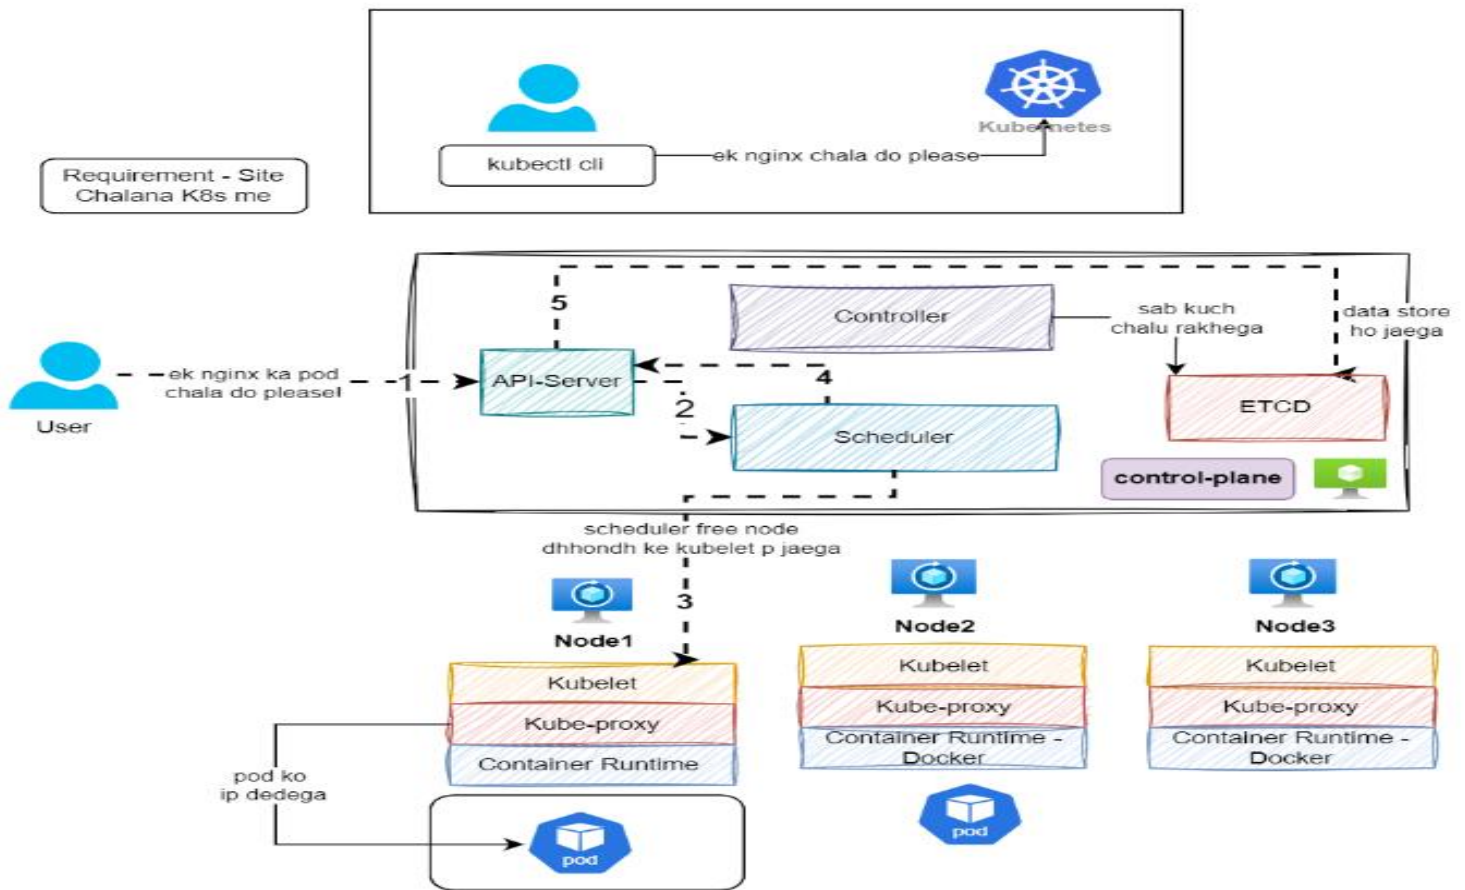 Kubernetes
kubectl cli
ek nginx chala do please
Requirement - Site
Chalana K8s me
5
Controller
sab kuch
chalu rakhega
data store
ho jaega
ek nginx ka pod
chala do please!
1
API-Server
4
2
ETCD
User
Scheduler
control-plane
scheduler free node
dhhondh ke kubelet p jaega
3
Node1
Node2
Node3
Kubelet
Kube-proxy
Container Runtime
Kubelet
Kube-proxy
Container Runtime -
Docker
Kubelet
Kube-proxy
Container Runtime -
Docker
pod ko
ip dedega
pod
pod